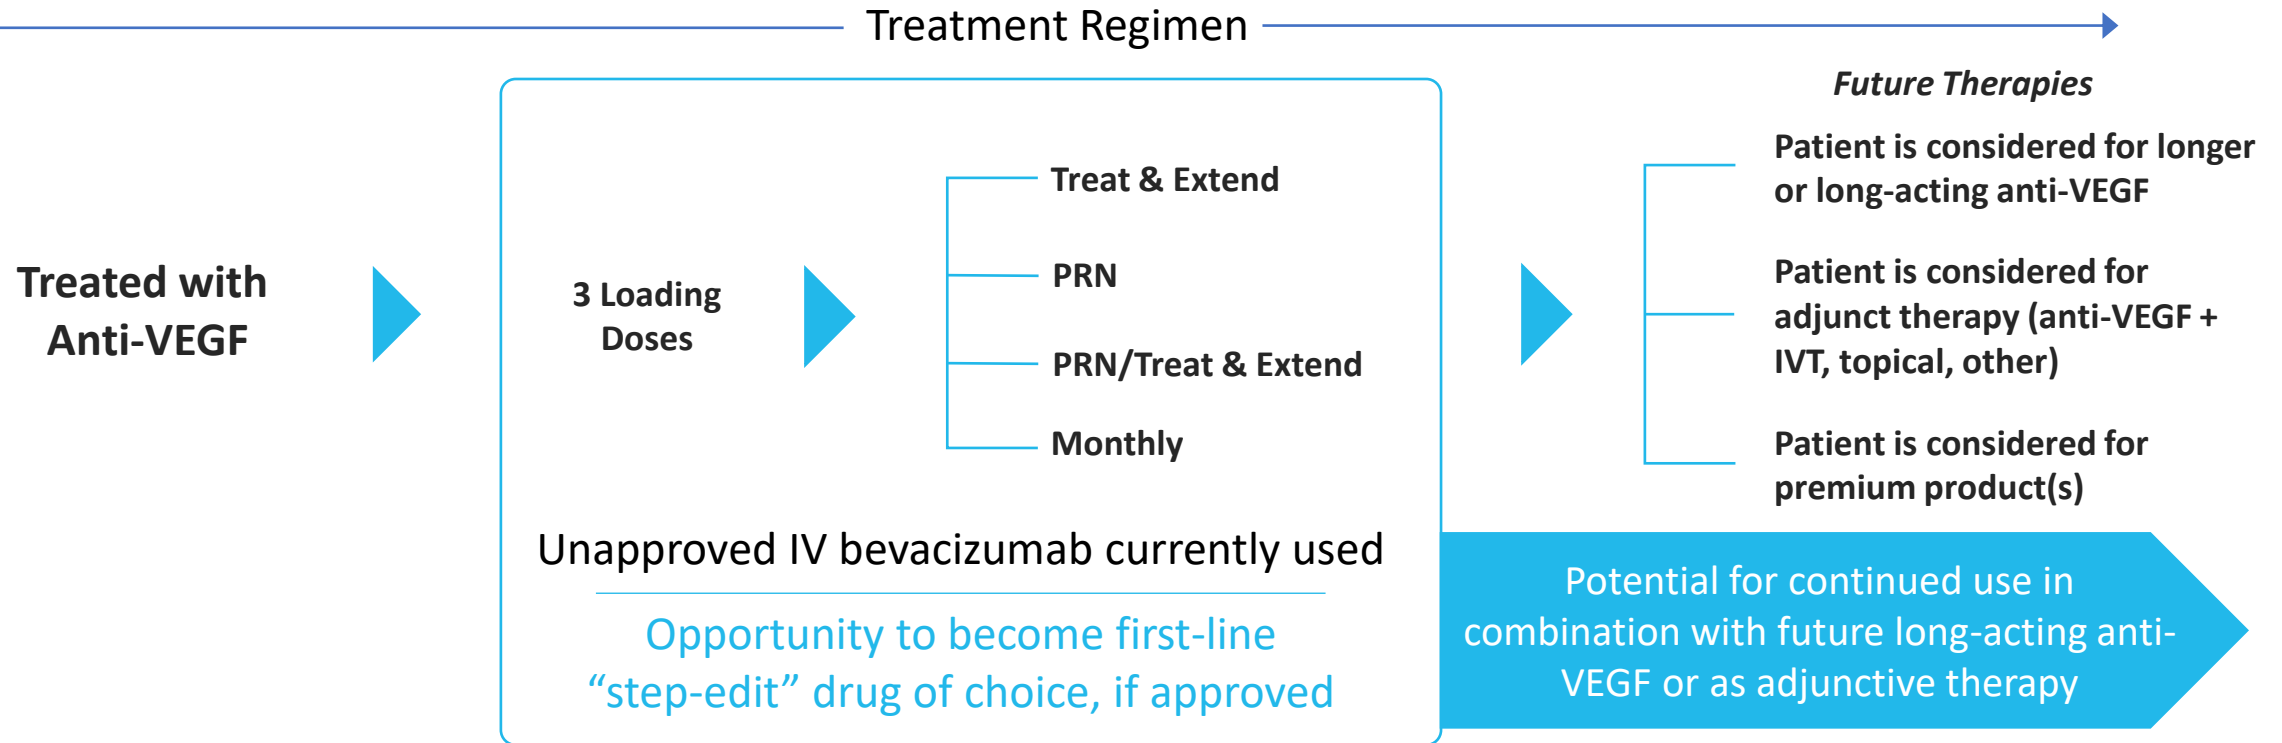 Treatment Regimen
Treated with
Anti-VEGF
3 Loading
Doses
Treat & Extend
PRN
PRN/Treat & Extend
Monthly
Unapproved IV bevacizumab currently used
Opportunity to become first-line
“step-edit” drug of choice, if approved
Future Therapies
Patient is considered for longer
or long-acting anti-VEGF
Patient is considered for
adjunct therapy (anti-VEGF +
IVT, topical, other)
Patient is considered for
premium product(s)
Potential for continued use in
combination with future long-acting anti-
VEGF or as adjunctive therapy